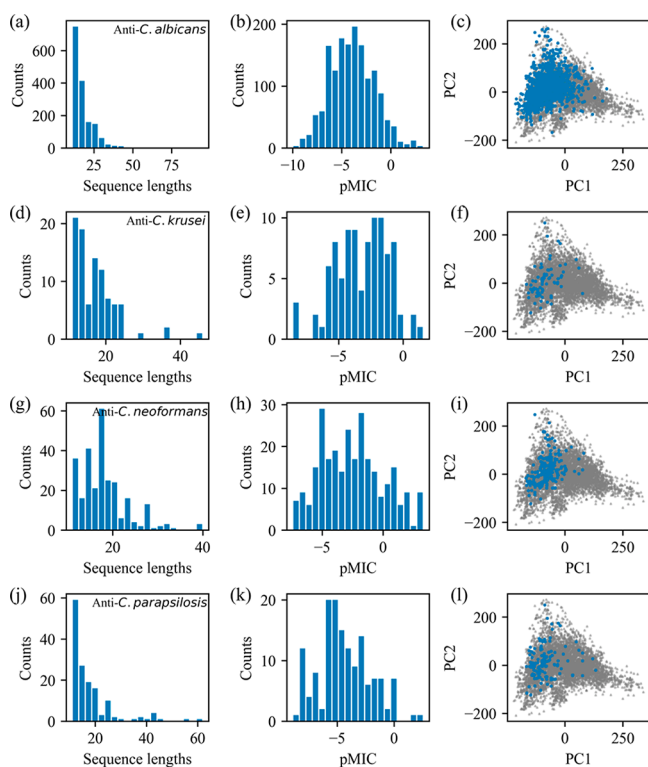 (a)
Anti-C. albicans
Counts
0
200
400
600
25
50
75
Sequence lengths
(b)
Counts
0
100
200
−10
−5
0
pMIC
(c)
PC2
200
0
−200
0
250
PC1
(d)
Anti-C. krusei
Counts
0
10
20
20
40
Sequence lengths
(e)
Counts
0
5
10
−5
0
pMIC
(f)
PC2
200
0
−200
0
250
PC1
(g)
Anti-C. neoformans
Counts
0
20
40
60
20
40
Sequence lengths
(h)
Counts
0
10
20
30
−5
0
pMIC
(i)
PC2
200
0
−200
0
250
PC1
(j)
Anti-C. parapsilosis
Counts
0
20
40
60
20
40
60
Sequence lengths
(k)
Counts
0
10
20
−5
0
pMIC
(l)
PC2
200
0
−200
0
250
PC1